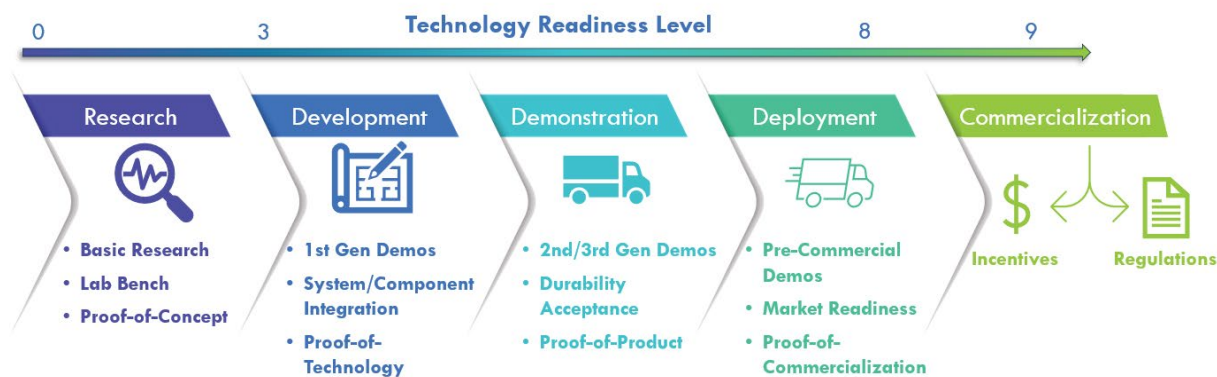 Technology Readiness Level
0
3
8
9
Research
Development
Demonstration
Deployment
Commercialization
• Basic Research
• Lab Bench
• Proof-of-Concept
• 1st Gen Demos
• System/Component
Integration
• Proof-of-
Technology
• 2nd/3rd Gen Demos
• Durability
Acceptance
• Proof-of-Product
• Pre-Commercial
Demos
• Market Readiness
• Proof-of-
Commercialization
$
Incentives
Regulations